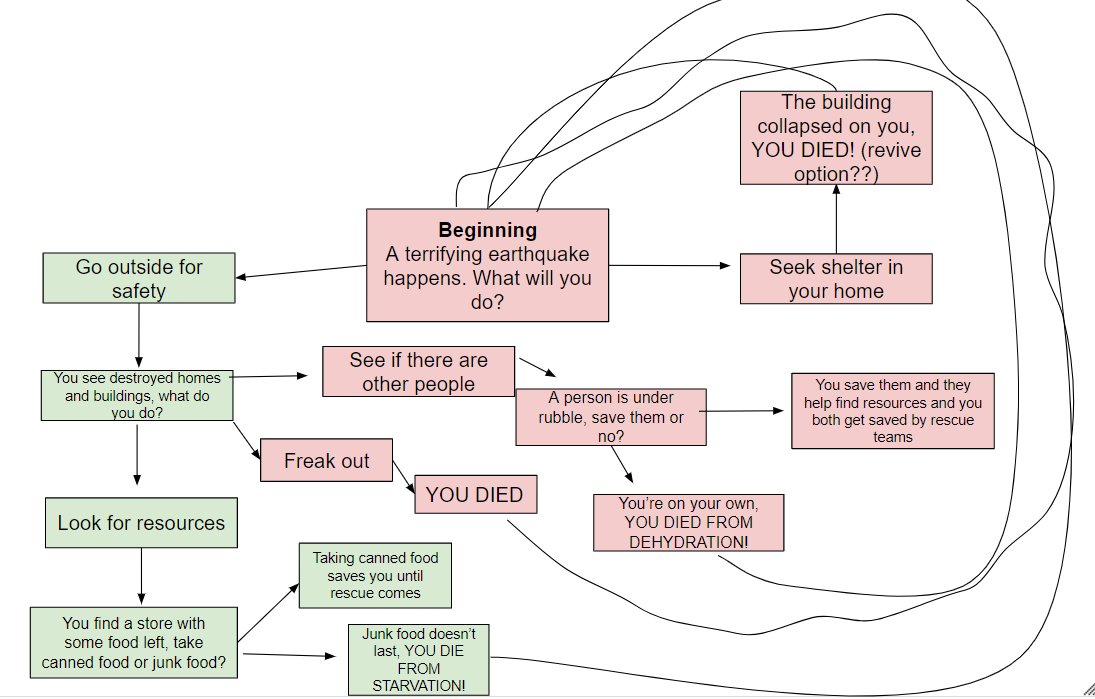 The building
collapsed on you,
YOU DIED! (revive
option??)
Beginning
A terrifying earthquake
happens. What will you
do?
Go outside for
safety
Seek shelter in
your home
You see destroyed homes
and buildings, what do
you do?
See if there are
other people
A person is under
rubble, save them or
no?
You save them and they
help find resources and you
both get saved by rescue
teams
Freak out
YOU DIED
You’re on your own,
YOU DIED FROM
DEHYDRATION!
Look for resources
Taking canned food
saves you until
rescue comes
You find a store with
some food left, take
canned food or junk food?
Junk food doesn’t
last, YOU DIE
FROM
STARVATION!